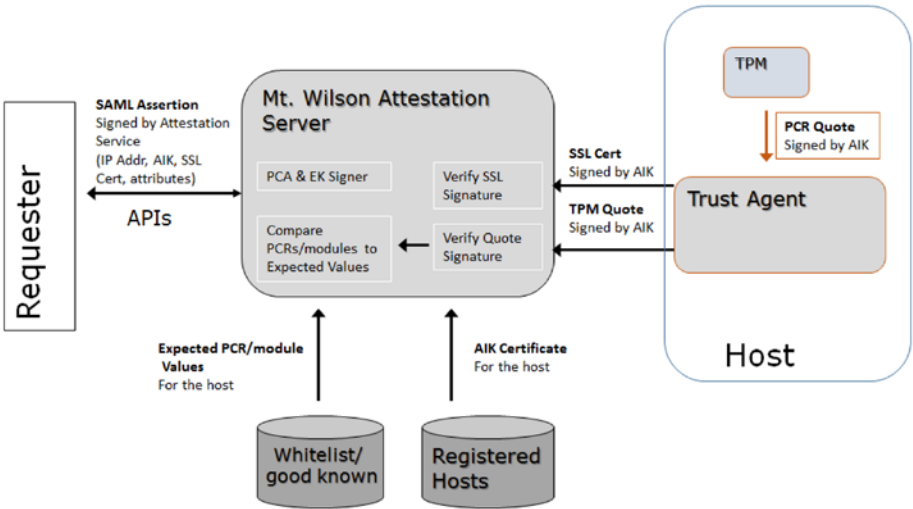 Requester
SAML Assertion
Signed by Attestation
Service
(IP Addr, AIK, SSL
Cert, attributes)
APIs
Mt. Wilson Attestation
Server
PCA & EK Signer
Verify SSL
Signature
Compare
PCRs/modules to
Expected Values
Verify Quote
Signature
SSL Cert
Signed by AIK
TPM Quote
Signed by AIK
TPM
PCR Quote
Signed by AIK
Trust Agent
Host
Expected PCR/module
Values
For the host
AIK Certificate
For the host
Whitelist/
good known
Registered
Hosts